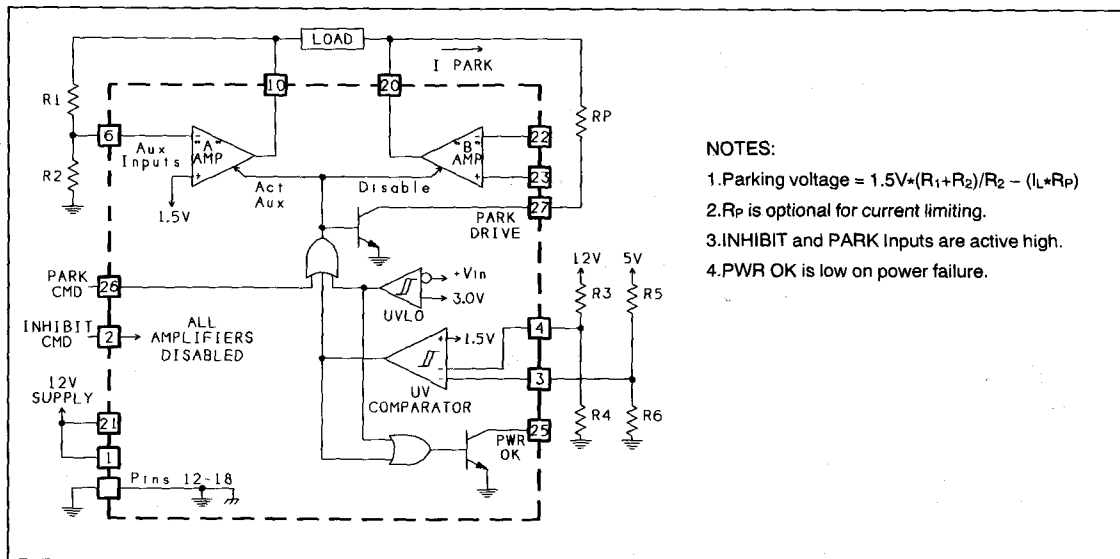 LOAD
I PARK
R1
10
20
RP
6
"A"
AMP
"B"
AMP
22
Aux
Inputs
R2
23
Act
Aux
Disable
1.5V
27
PARK
DRIVE
12V
5V
PARK
CMD
26
+Vin
3.0V
R3
R5
UVLO
INHIBIT
CMD
2
ALL
AMPLIFIERS
DISABLED
1.5V
4
3
12V
SUPPLY
UV
COMPARATOR
R4
R6
21
25
PWR
OK
1
Pins 12-18
NOTES:
1.Parking voltage = 1.5V*(R1+R2)/R2 – (IL*RP)
2.RP is optional for current limiting.
3.INHIBIT and PARK Inputs are active high.
4.PWR OK is low on power failure.